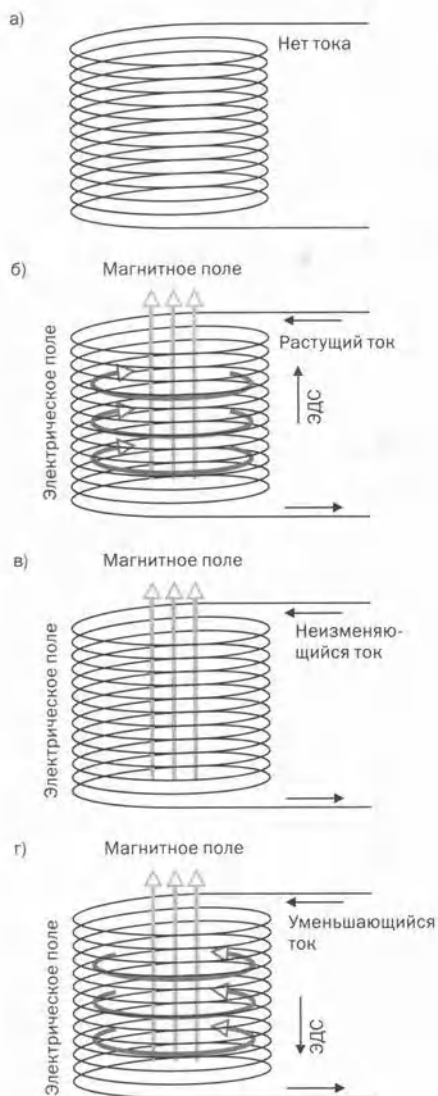 а)
Нет тока
б)
Магнитное поле
Электрическое поле
Растущий ток
ЭДС
в)
Магнитное поле
Электрическое поле
Неизменяю-
щийся ток
г)
Магнитное поле
Электрическое поле
Уменьшающийся
ток
ЭДС